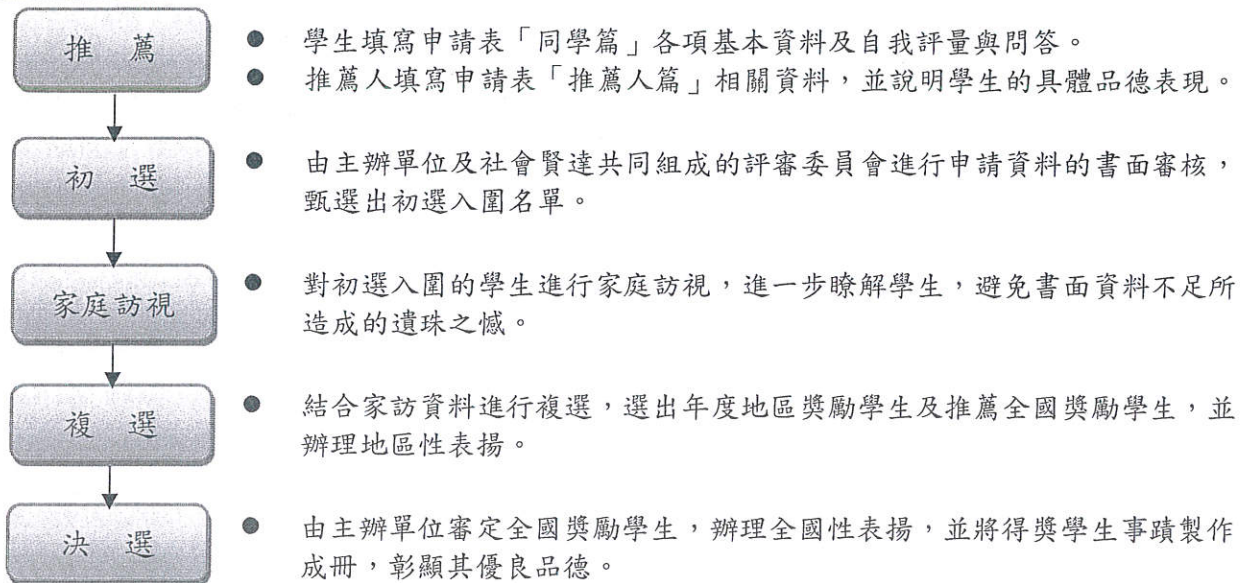 推 薦
● 學生填寫申請表「同學篇」各項基本資料及自我評量與問答。
● 推薦人填寫申請表「推薦人篇」相關資料，並說明學生的具體品德表現。
初 選
● 由主辦單位及社會賢達共同組成的評審委員會進行申請資料的書面審核，
甄選出初選入圍名單。
家庭訪視
● 對初選入圍的學生進行家庭訪視，進一步瞭解學生，避免書面資料不足所
造成的遺珠之憾。
複 選
● 結合家訪資料進行複選，選出年度地區獎勵學生及推薦全國獎勵學生，並
辦理地區性表揚。
決 選
● 由主辦單位審定全國獎勵學生，辦理全國性表揚，並將得獎學生事蹟製作
成冊，彰顯其優良品德。